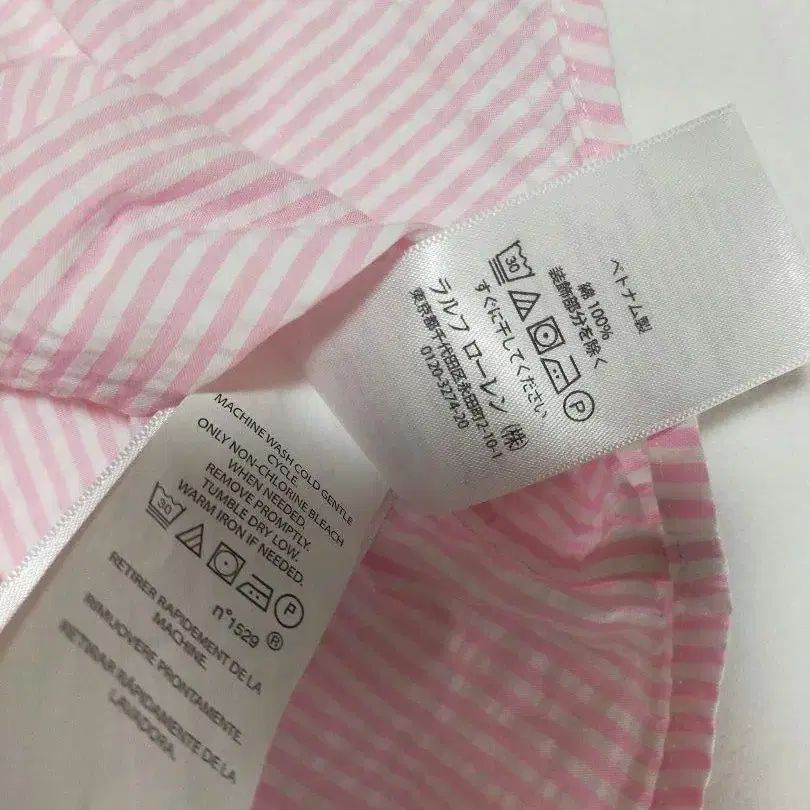 ベトナム製
綿 100%
装飾部分を除く
30
P
すぐに干してください
ラルフ ローレン (株)
東京都千代田区永田町2-10-1
0120-3274-20
MACHINE WASH COLD GENTLE
CYCLE.
ONLY NON-CHLORINE BLEACH
WHEN NEEDED.
REMOVE PROMPTLY.
TUMBLE DRY LOW.
WARM IRON IF NEEDED.
30
P
n°1529 ®
RETIRER RAPIDEMENT DE LA
MACHINE.
RIMUOVERE PRONTAMENTE.
RETIRAR RÁPIDAMENTE DE LA
LAVADORA.